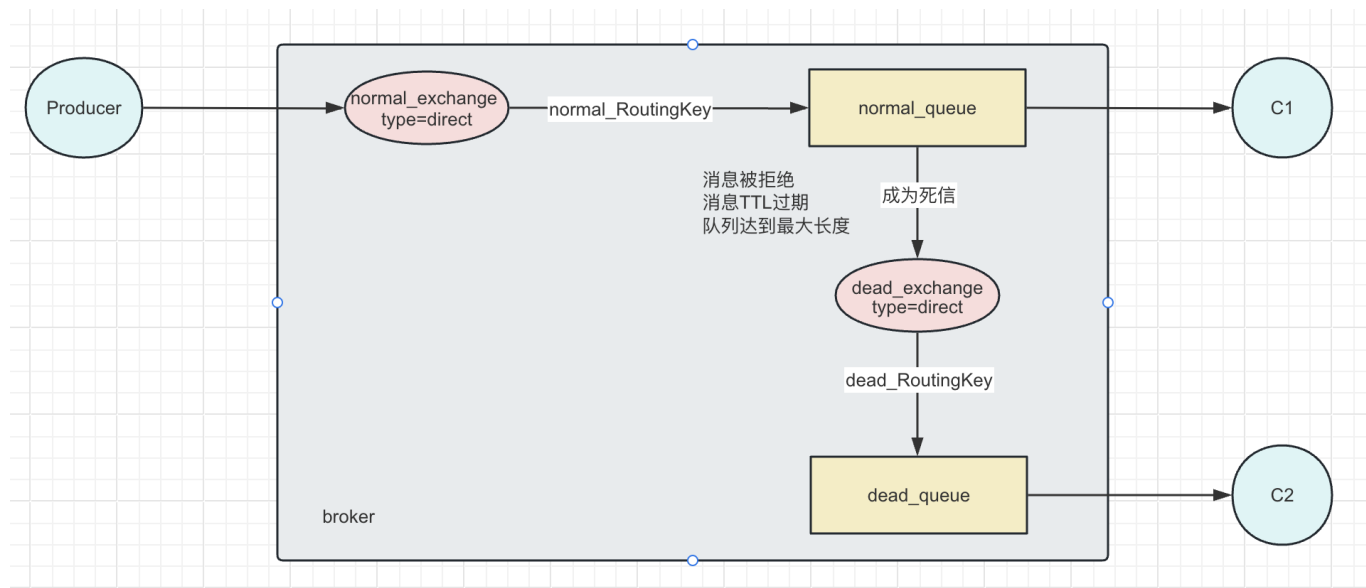 Producer
normal_exchange
type=direct
normal_RoutingKey
normal_queue
C1
消息被拒绝
消息TTL过期
队列达到最大长度
成为死信
dead_exchange
type=direct
dead_RoutingKey
dead_queue
C2
broker